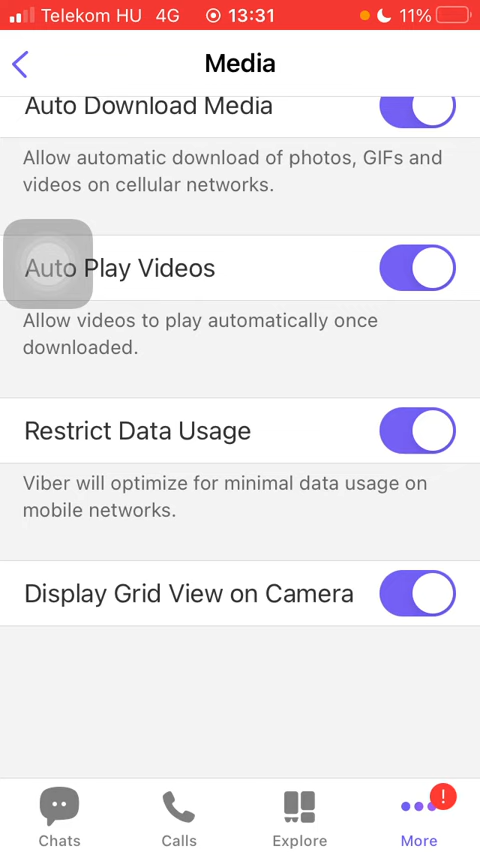 Telekom HU 4G 13:31 11%
Media
Auto Download Media
Allow automatic download of photos, GIFs and
videos on cellular networks.
Auto Play Videos
Allow videos to play automatically once
downloaded.
Restrict Data Usage
Viber will optimize for minimal data usage on
mobile networks.
Display Grid View on Camera
!
Chats Calls Explore More